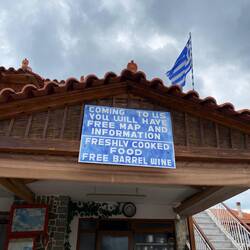 COMING TO US
YOU WILL HAVE
FREE MAP AND
INFORMATION
FRESHLY COOKED
FOOD
FREE BARREL WINE